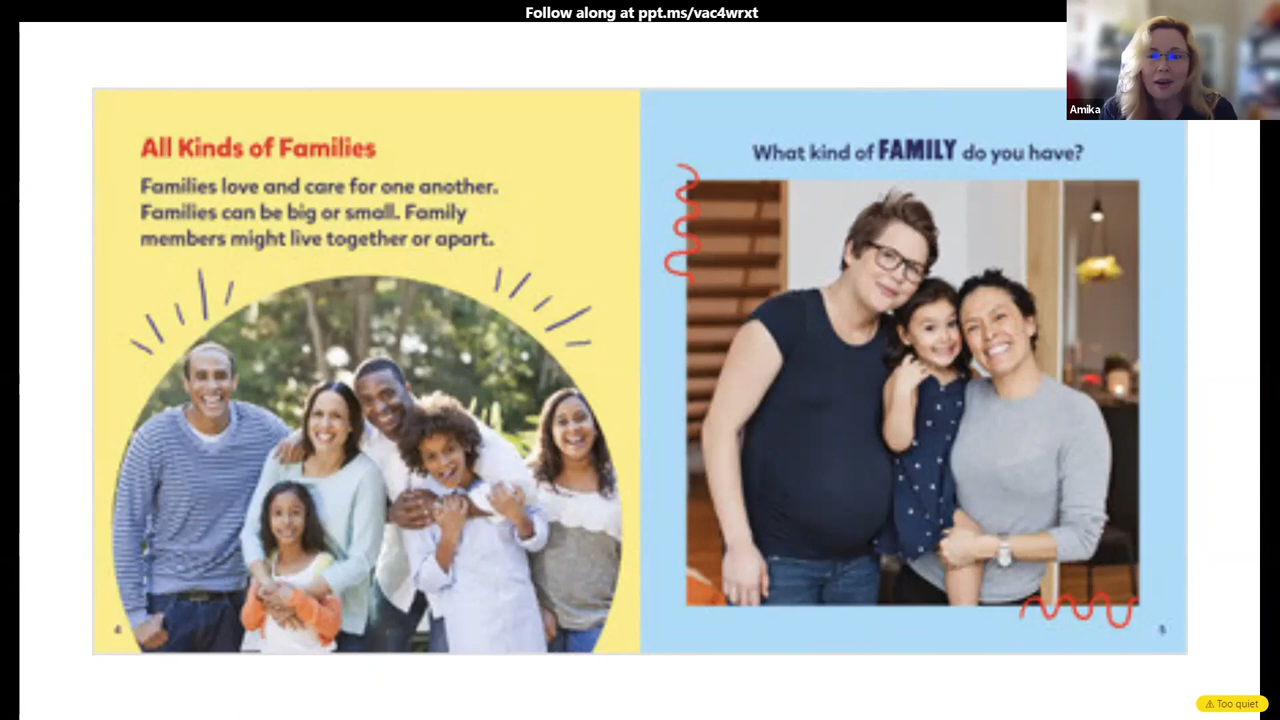 Follow along at ppt.ms/vac4wrxt
Amika
All Kinds of Families
Families love and care for one another.
Families can be big or small. Family
members might live together or apart.
4
What kind of FAMILY do you have?
5
⚠ Too quiet